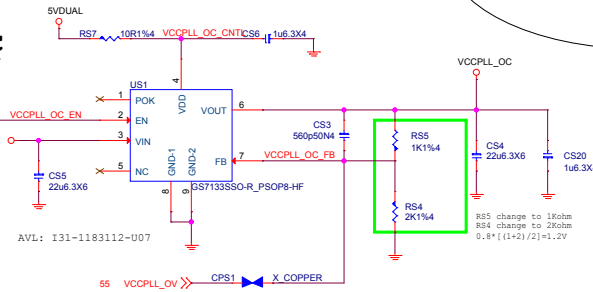 5VDUAL
RS7
10R1%4
VCCPLL_OC_CNTL
CS6
1u6.3X4
VCCPLL_OC
US1
4
VDD
1
POK
VCCPLL_OC_EN
2
EN
VOUT
6
3
VIN
5
NC
FB
7
VCCPLL_OC_FB
GND-1
GND-2
8
9
GS7133SSO-R_PSOP8-HF
CS3
560p50N4
RS5
1K1%4
CS4
22u6.3X6
CS20
1u6.3X4
CS5
22u6.3X6
RS4
2K1%4
RS5 change to 1Kohm
RS4 change to 2Kohm
0.8*[(1+2)/2]=1.2V
AVL: I31-1183112-U07
55
VCCPLL_OV
CPS1
X_COPPER